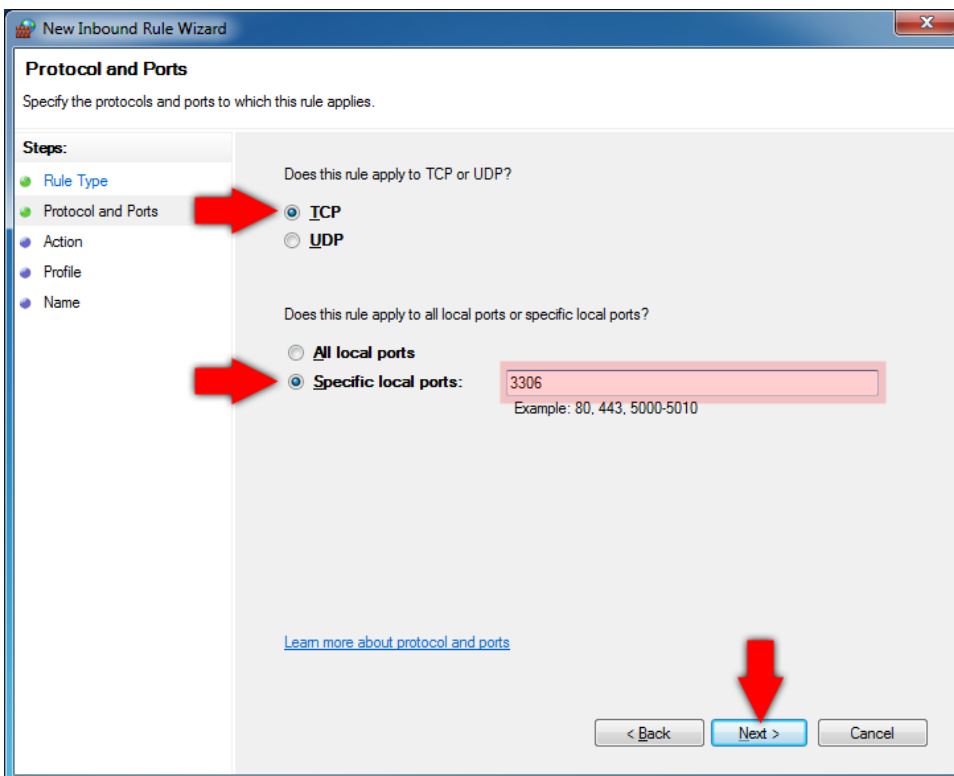 New Inbound Rule Wizard
Protocol and Ports
Specify the protocols and ports to which this rule applies.
Steps:
Rule Type
Protocol and Ports
Action
Profile
Name
Does this rule apply to TCP or UDP?
TCP
UDP
Does this rule apply to all local ports or specific local ports?
All local ports
Specific local ports: 3306
Example: 80, 443, 5000-5010
Learn more about protocol and ports
< Back Next > Cancel